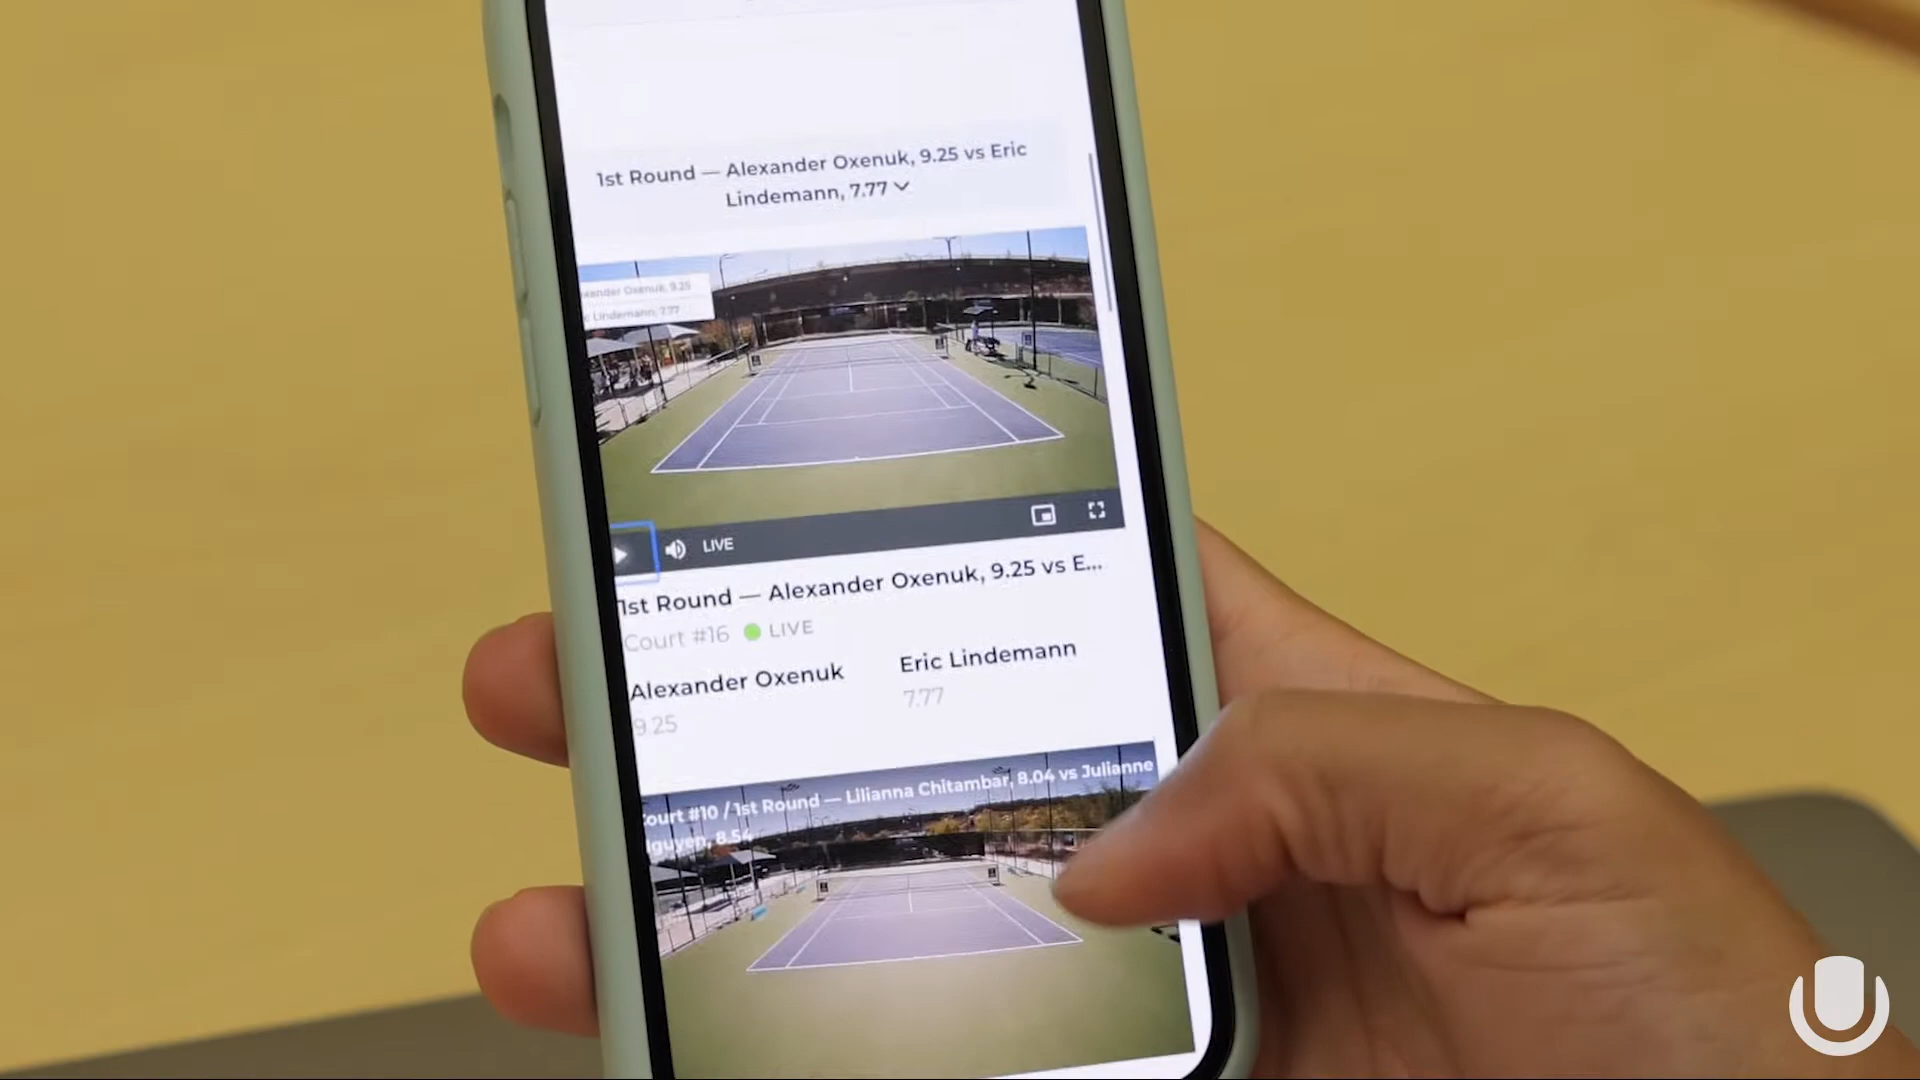 1st Round — Alexander Oxenuk, 9.25 vs Eric
Lindemann, 7.77
xander Oxenuk, 9.25
c Lindemann, 7.77
LIVE
1st Round — Alexander Oxenuk, 9.25 vs E...
Court #16 LIVE
Alexander Oxenuk
Eric Lindemann
9.25
7.77
Court #10 / 1st Round — Lilianna Chitambar, 8.04 vs Julianne
Nguyen, 8.54